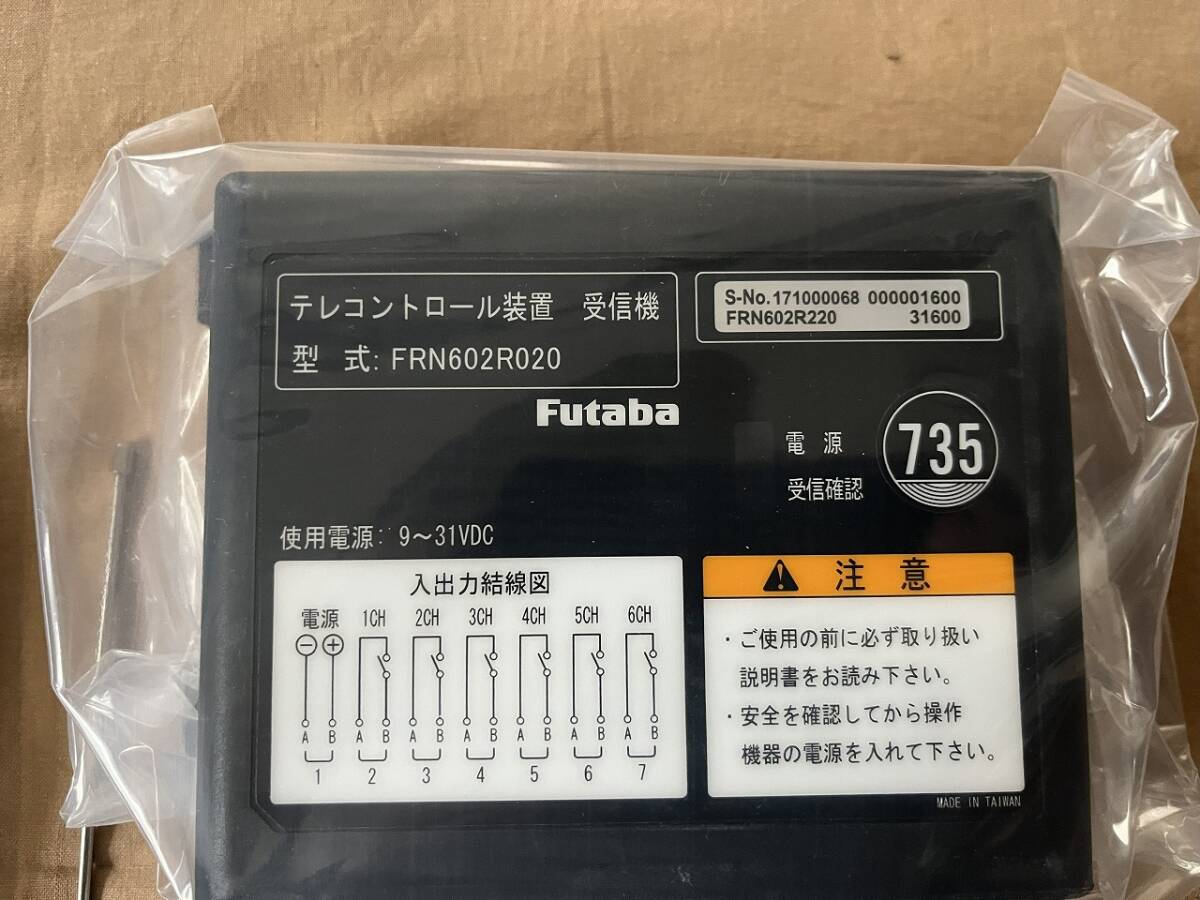 テレコントロール装置 受信機
型 式: FRN602R020
S-No.171000068 000001600
FRN602R220 31600
Futaba
電 源
受信確認
735
使用電源: 9～31VDC
入出力結線図
電源 1CH 2CH 3CH 4CH 5CH 6CH
A B A B A B A B A B A B A B
1 2 3 4 5 6 7
注 意
・ご使用の前に必ず取り扱い
説明書をお読み下さい。
・安全を確認してから操作
機器の電源を入れて下さい。
MADE IN TAIWAN